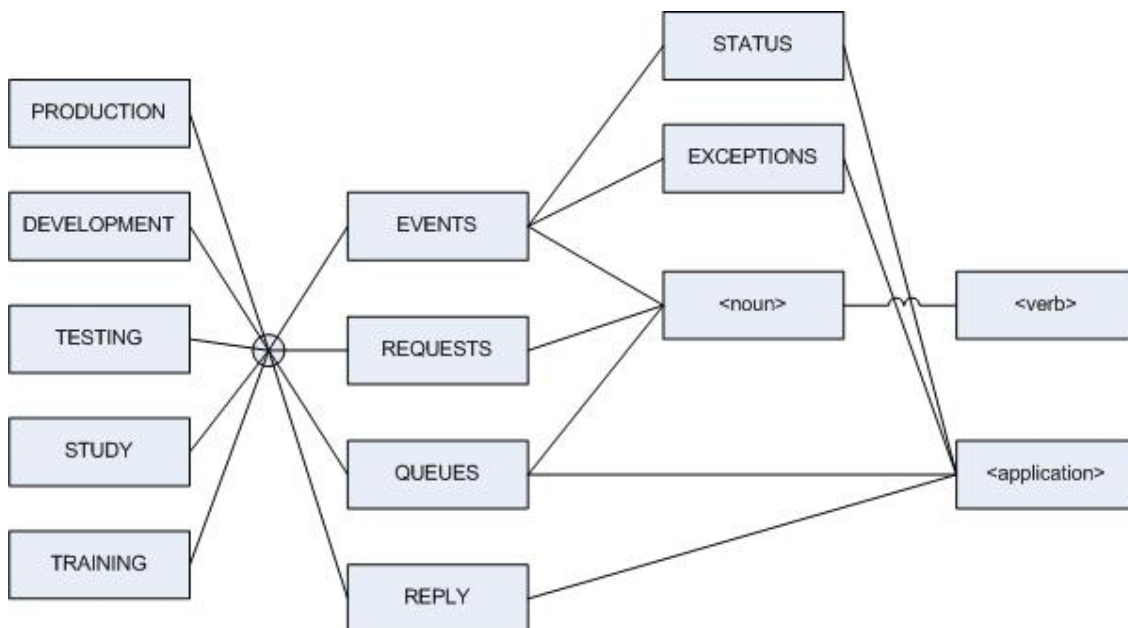 PRODUCTION
DEVELOPMENT
TESTING
STUDY
TRAINING
EVENTS
REQUESTS
QUEUES
REPLY
STATUS
EXCEPTIONS
<noun>
<verb>
<application>